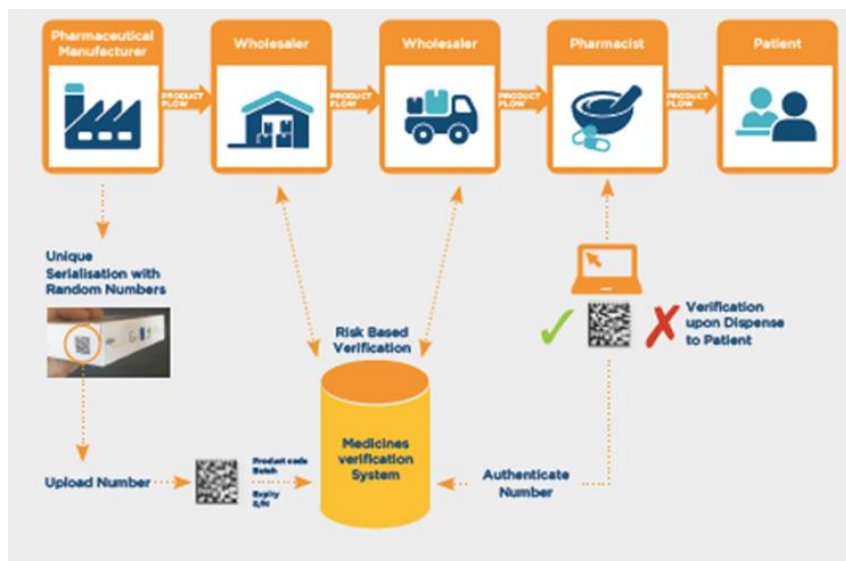 Pharmaceutical
Manufacturer
Wholesaler
Wholesaler
Pharmacist
Patient
PRODUCT
FLOW
PRODUCT
FLOW
PRODUCT
FLOW
PRODUCT
FLOW
Unique
Serialisation with
Random Numbers
Risk Based
Verification
Verification
upon Dispense
to Patient
Medicines
verification
System
Upload Number
Product code
Batch
Expiry
Authenticate
Number